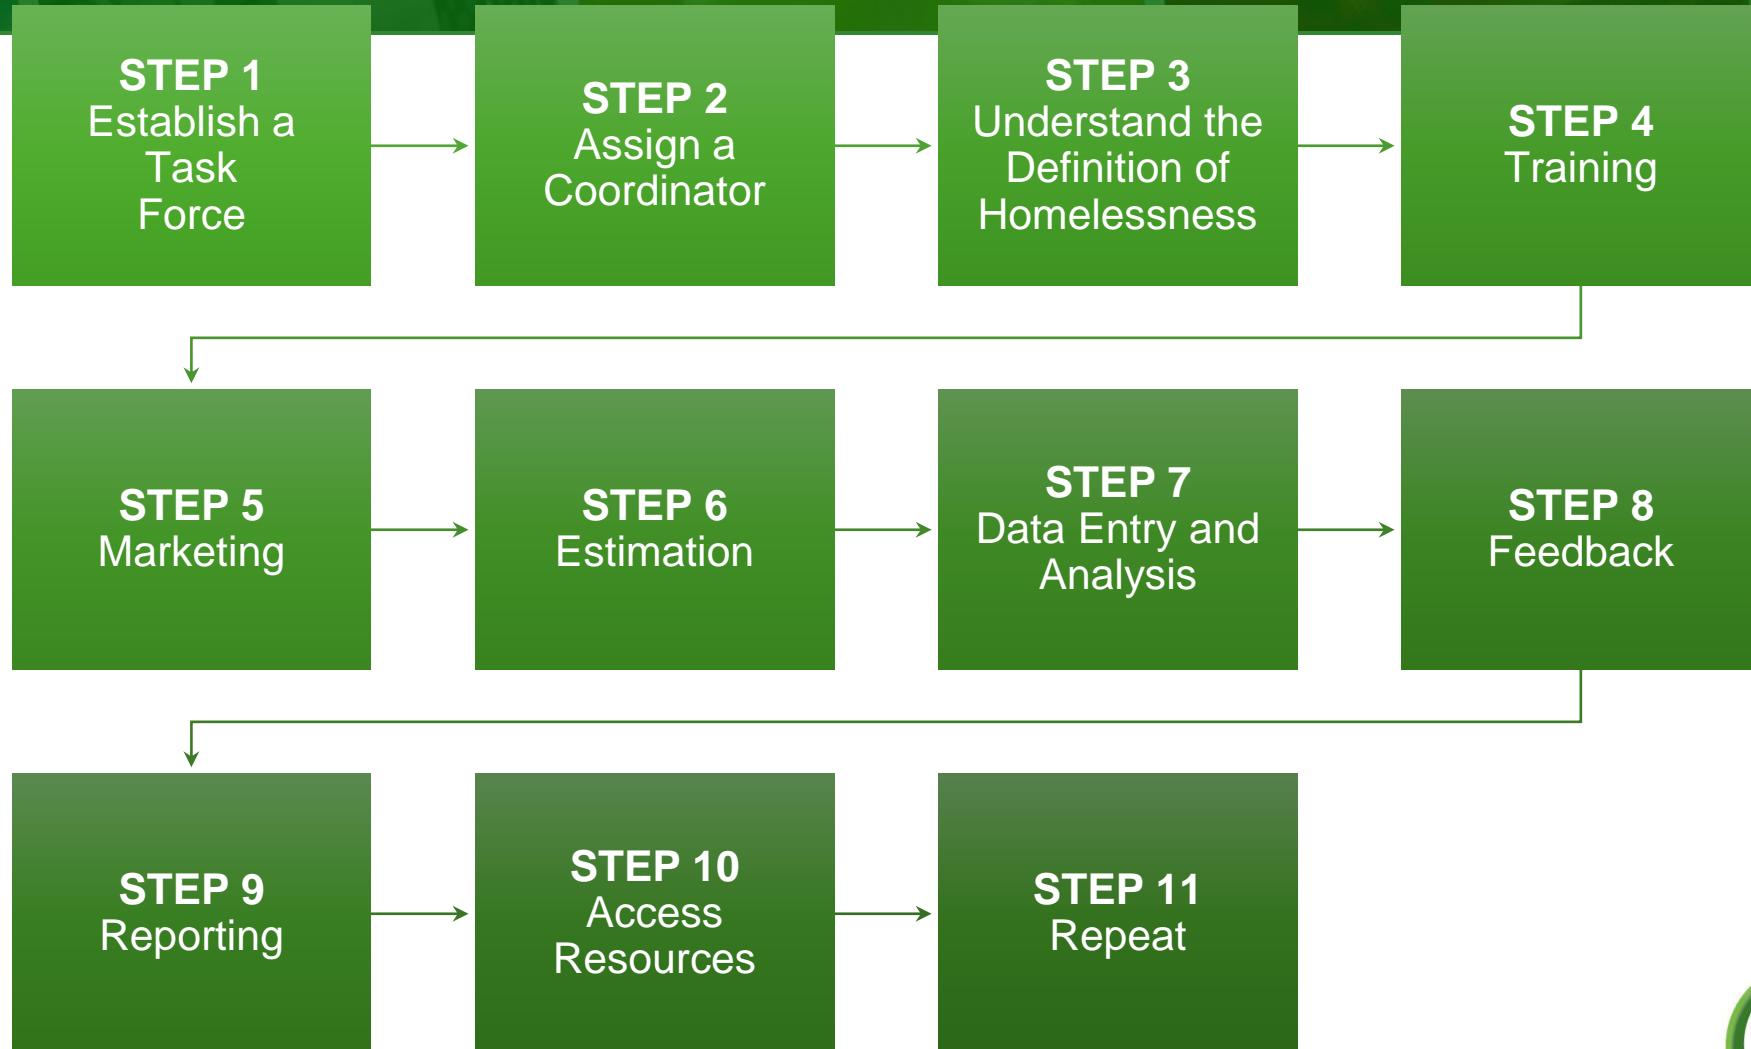 STEP 1
Establish a
Task
Force
STEP 2
Assign a
Coordinator
STEP 3
Understand the
Definition of
Homelessness
STEP 4
Training
STEP 5
Marketing
STEP 6
Estimation
STEP 7
Data Entry and
Analysis
STEP 8
Feedback
STEP 9
Reporting
STEP 10
Access
Resources
STEP 11
Repeat